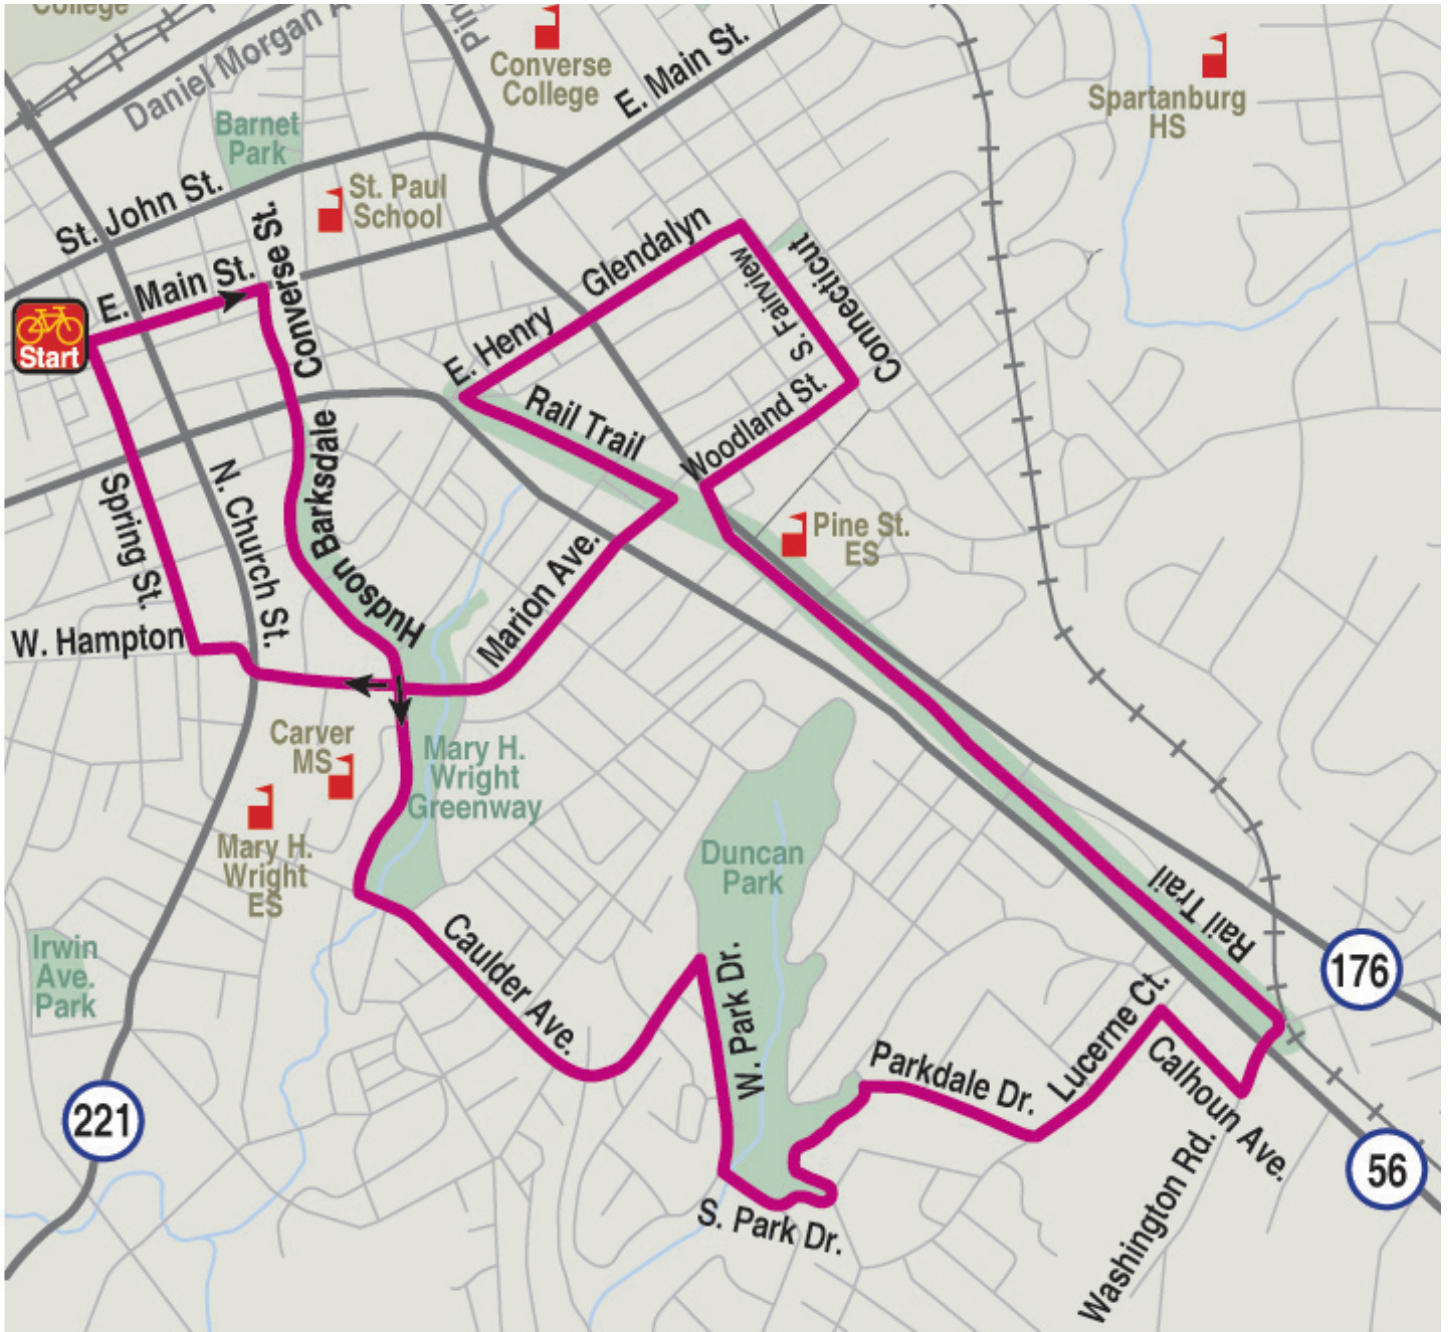 College
Daniel Morgan A
Pin
Converse
College
E. Main St.
Spartanburg
HS
Barnet
Park
St. Paul
School
St. John St.
Converse St.
E. Main St.
Start
Glendalyn
S. Fairview
Connecticut
E. Henry
Rail Trail
Woodland St.
Barksdale
Hudson
Spring St.
N. Church St.
Pine St.
ES
Marion Ave.
W. Hampton
Carver
MS
Mary H.
Wright
Greenway
Mary H.
Wright
ES
Duncan
Park
Rail Trail
Irwin
Ave.
Park
Caulder Ave.
W. Park Dr.
176
Lucerne Ct.
Parkdale Dr.
Calhoun Ave.
221
56
S. Park Dr.
Washington Rd.